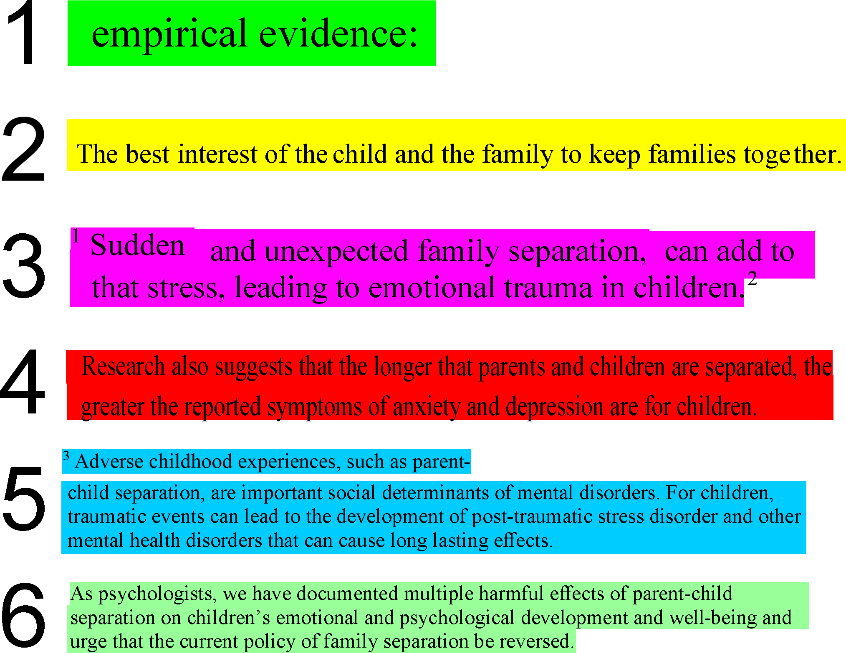 1 empirical evidence:
2 The best interest of the child and the family to keep families together.
3 ¹ Sudden and unexpected family separation, can add to
that stress, leading to emotional trauma in children.²
4 Research also suggests that the longer that parents and children are separated, the
greater the reported symptoms of anxiety and depression are for children.
5 ³ Adverse childhood experiences, such as parent-
child separation, are important social determinants of mental disorders. For children,
traumatic events can lead to the development of post-traumatic stress disorder and other
mental health disorders that can cause long lasting effects.
6 As psychologists, we have documented multiple harmful effects of parent-child
separation on children’s emotional and psychological development and well-being and
urge that the current policy of family separation be reversed.